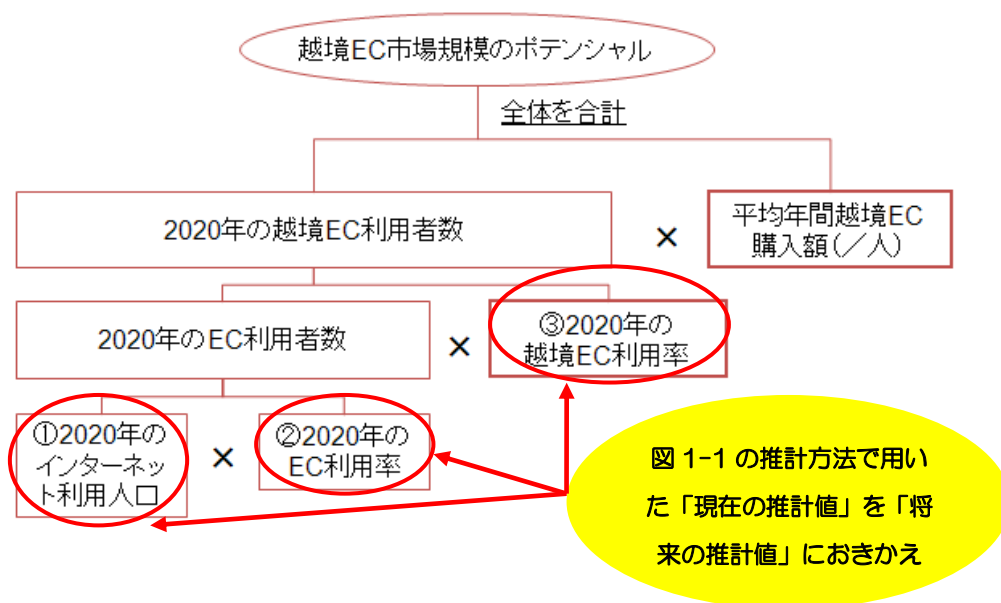 越境EC市場規模のポテンシャル
全体を合計
2020年の越境EC利用者数
×
平均年間越境EC
購入額(/人)
2020年のEC利用者数
×
③2020年の
越境EC利用率
①2020年の
インターネッ
ト利用人口
×
②2020年の
EC利用率
図 1-1 の推計方法で用い
た「現在の推計値」を「将
来の推計値」におきかえ